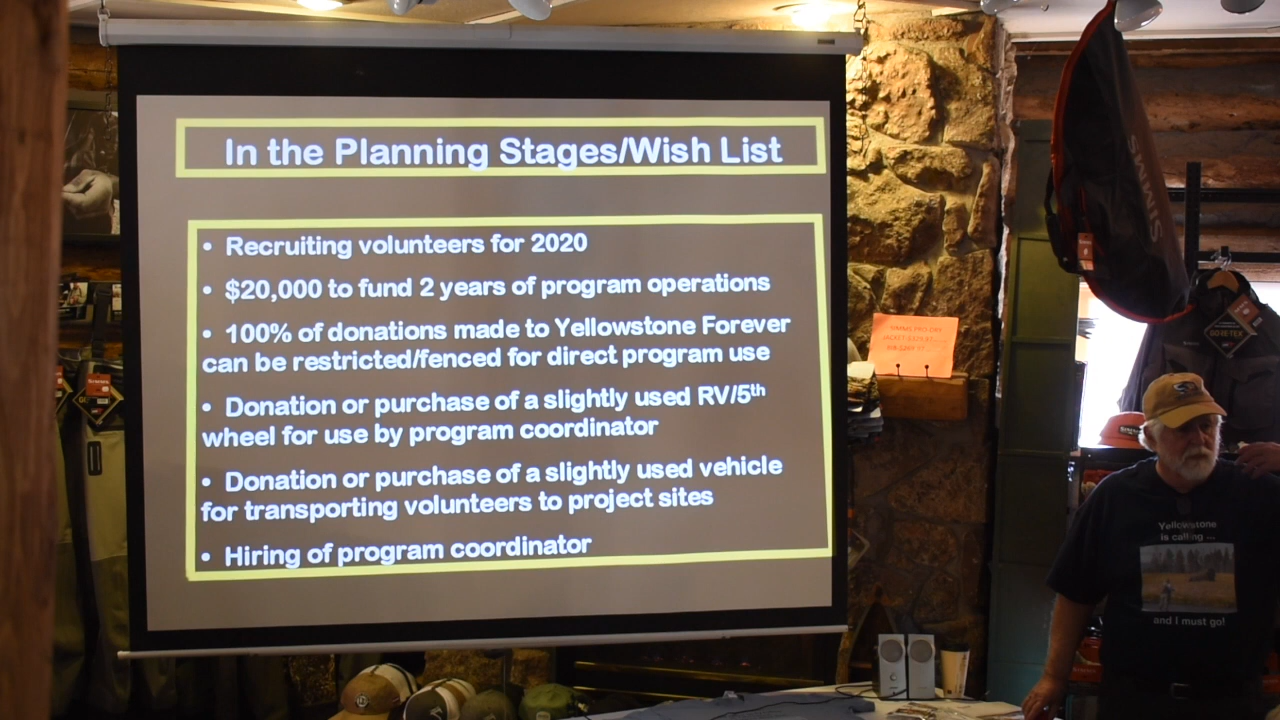 In the Planning Stages/Wish List
• Recruiting volunteers for 2020
• $20,000 to fund 2 years of program operations
• 100% of donations made to Yellowstone Forever
can be restricted/fenced for direct program use
• Donation or purchase of a slightly used RV/5th
wheel for use by program coordinator
• Donation or purchase of a slightly used vehicle
for transporting volunteers to project sites
• Hiring of program coordinator
SIMMS
GORE-TEX
Yellowstone
is calling ...
and I must go!